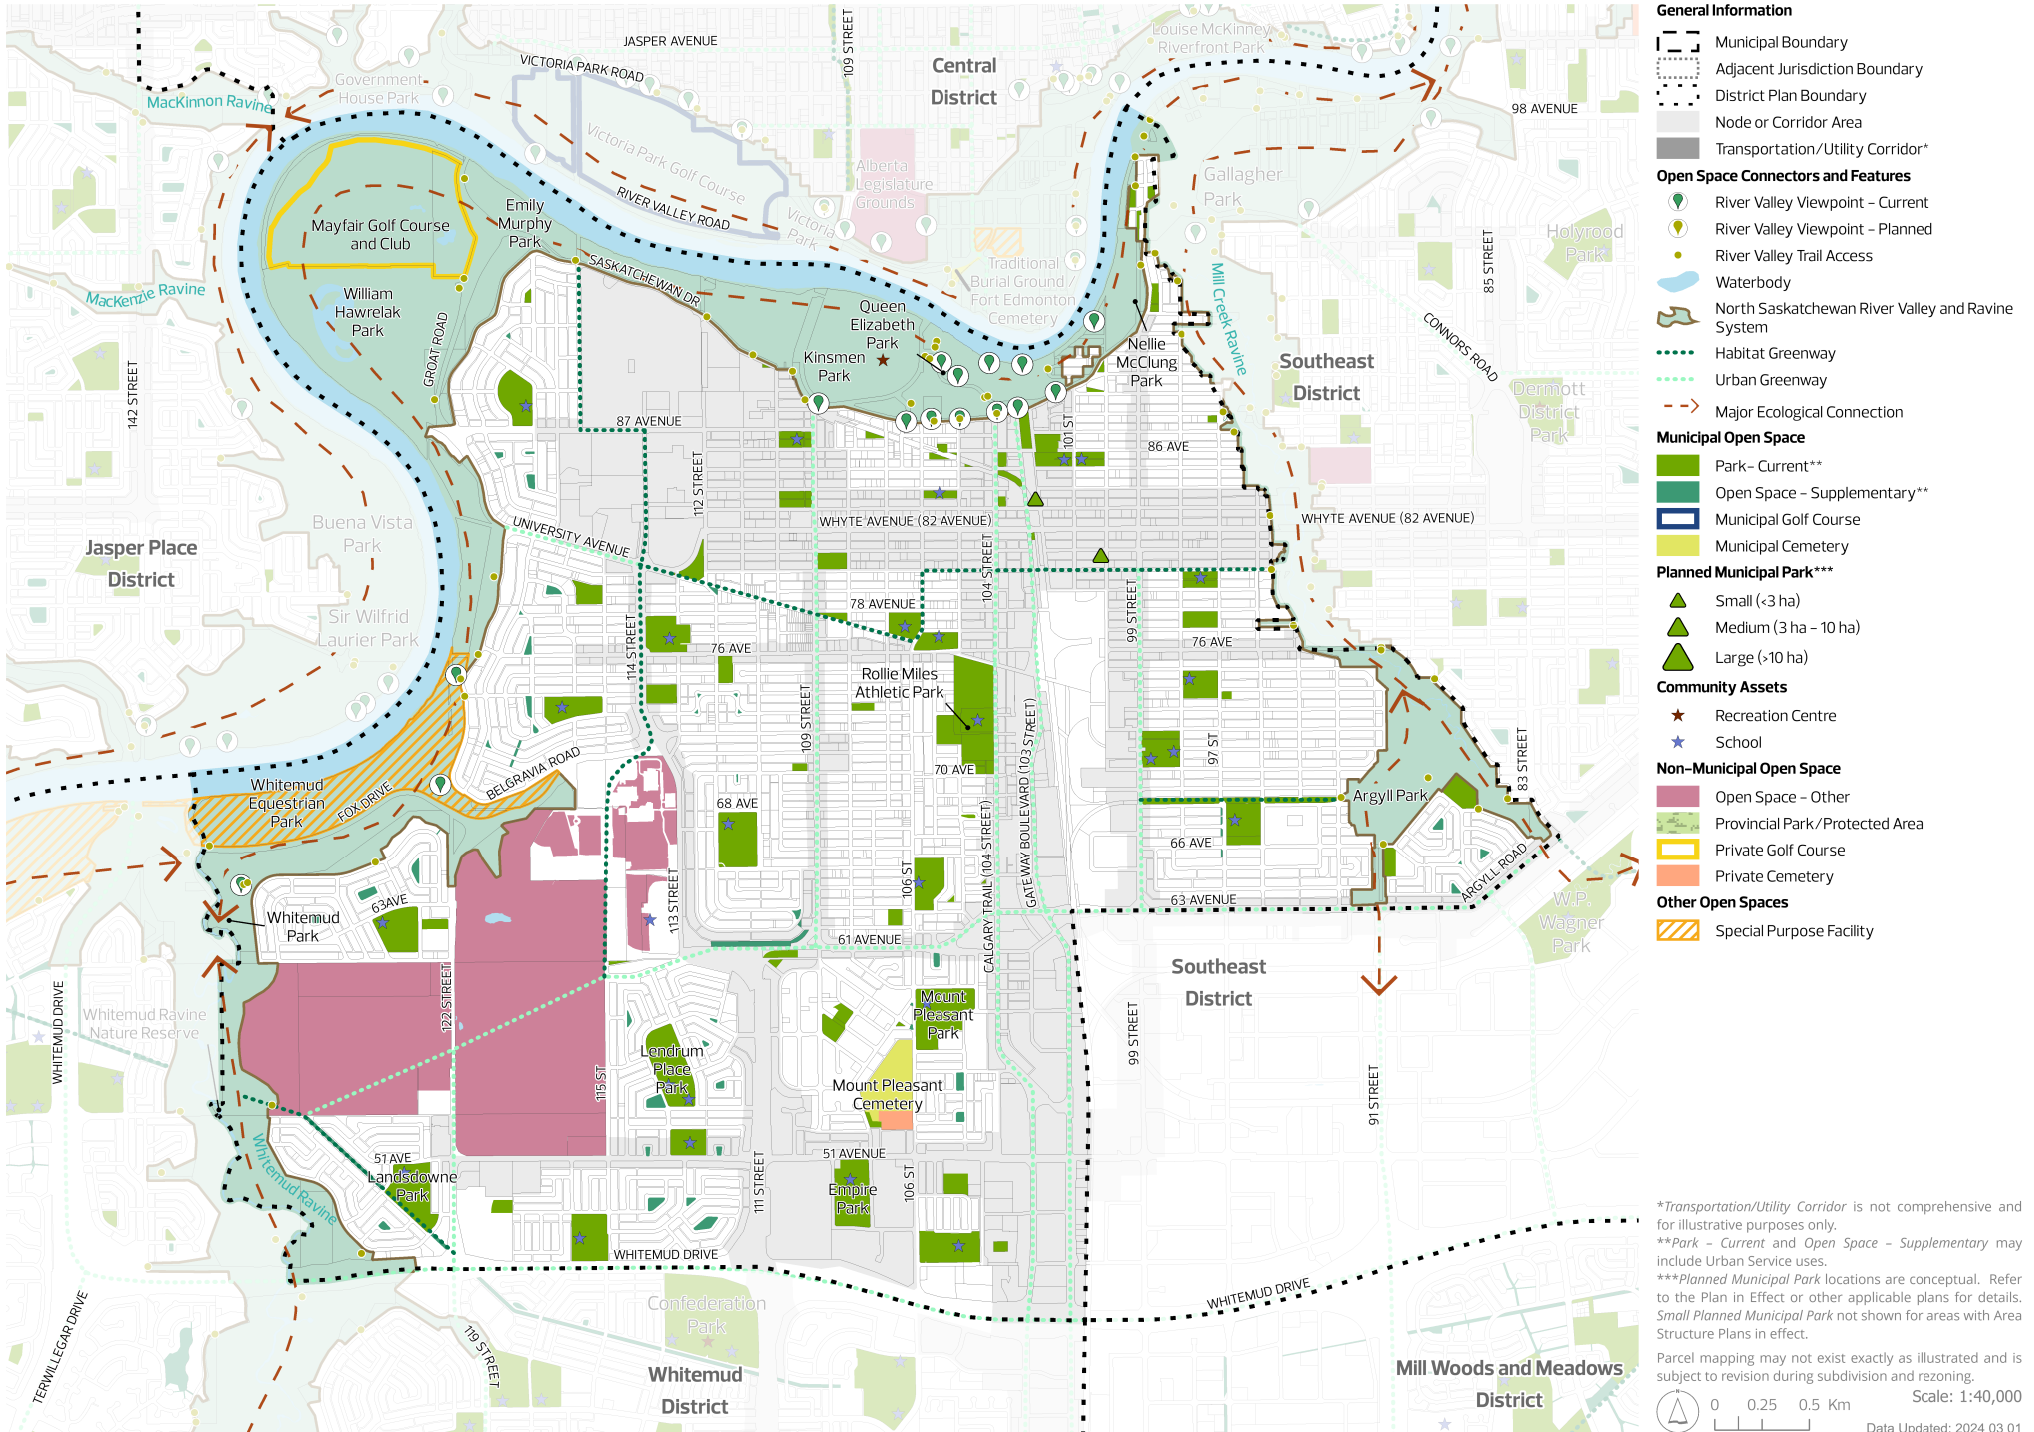 JASPER AVENUE
VICTORIA PARK ROAD
109 STREET
Central
District
Louise McKinney
Riverfront Park
Government
House Park
MacKinnon Ravine
98 AVENUE
Victoria Park Golf Course
Alberta
Legislature
Grounds
Gallagher
Park
RIVER VALLEY ROAD
Victoria
Park
Mayfair Golf Course
and Club
Emily
Murphy
Park
Holyrood
Park
85 STREET
SASKATCHEWAN DR
Traditional
Burial Ground /
Fort Edmonton
Cemetery
Mill Creek Ravine
MacKenzie Ravine
William
Hawrelak
Park
GROAT ROAD
Queen
Elizabeth
Park
Kinsmen
Park
Nellie
McClung
Park
CONNORS ROAD
Southeast
District
Dermott
District
Park
142 STREET
87 AVENUE
101 ST
86 AVE
112 STREET
UNIVERSITY AVENUE
WHYTE AVENUE (82 AVENUE)
WHYTE AVENUE (82 AVENUE)
Buena Vista
Park
Jasper Place
District
Sir Wilfrid
Laurier Park
104 STREET
99 STREET
78 AVENUE
114 STREET
76 AVE
76 AVE
Rollie Miles
Athletic Park
109 STREET
GATEWAY BOULEVARD (103 STREET)
97 ST
83 STREET
70 AVE
BELGRAVIA ROAD
Whitemud
Equestrian
Park
FOX DRIVE
68 AVE
Argyll Park
66 AVE
ARGYLL ROAD
CALGARY TRAIL (104 STREET)
106 ST
113 STREET
63 AVE
63 AVENUE
W.P.
Wagner
Park
Whitemud
Park
61 AVENUE
Southeast
District
122 STREET
WHITEMUD DRIVE
Whitemud Ravine
Nature Reserve
Mount
Pleasant
Park
99 STREET
Lendrum
Place
Park
115 ST
Mount Pleasant
Cemetery
91 STREET
Whitemud Ravine
51 AVE
Landsdowne
Park
51 AVENUE
111 STREET
106 ST
Empire
Park
WHITEMUD DRIVE
WHITEMUD DRIVE
TERWILLEGAR DRIVE
119 STREET
Confederation
Park
Whitemud
District
Mill Woods and Meadows
District
General Information
Municipal Boundary
Adjacent Jurisdiction Boundary
District Plan Boundary
Node or Corridor Area
Transportation/Utility Corridor*
Open Space Connectors and Features
River Valley Viewpoint – Current
River Valley Viewpoint – Planned
River Valley Trail Access
Waterbody
North Saskatchewan River Valley and Ravine
System
Habitat Greenway
Urban Greenway
Major Ecological Connection
Municipal Open Space
Park– Current**
Open Space – Supplementary**
Municipal Golf Course
Municipal Cemetery
Planned Municipal Park***
Small (<3 ha)
Medium (3 ha – 10 ha)
Large (>10 ha)
Community Assets
Recreation Centre
School
Non-Municipal Open Space
Open Space – Other
Provincial Park/Protected Area
Private Golf Course
Private Cemetery
Other Open Spaces
Special Purpose Facility
*Transportation/Utility Corridor is not comprehensive and
for illustrative purposes only.
**Park – Current and Open Space – Supplementary may
include Urban Service uses.
***Planned Municipal Park locations are conceptual. Refer
to the Plan in Effect or other applicable plans for details.
Small Planned Municipal Park not shown for areas with Area
Structure Plans in effect.
Parcel mapping may not exist exactly as illustrated and is
subject to revision during subdivision and rezoning.
Scale: 1:40,000
N
0 0.25 0.5 Km
Data Updated: 2024 03 01